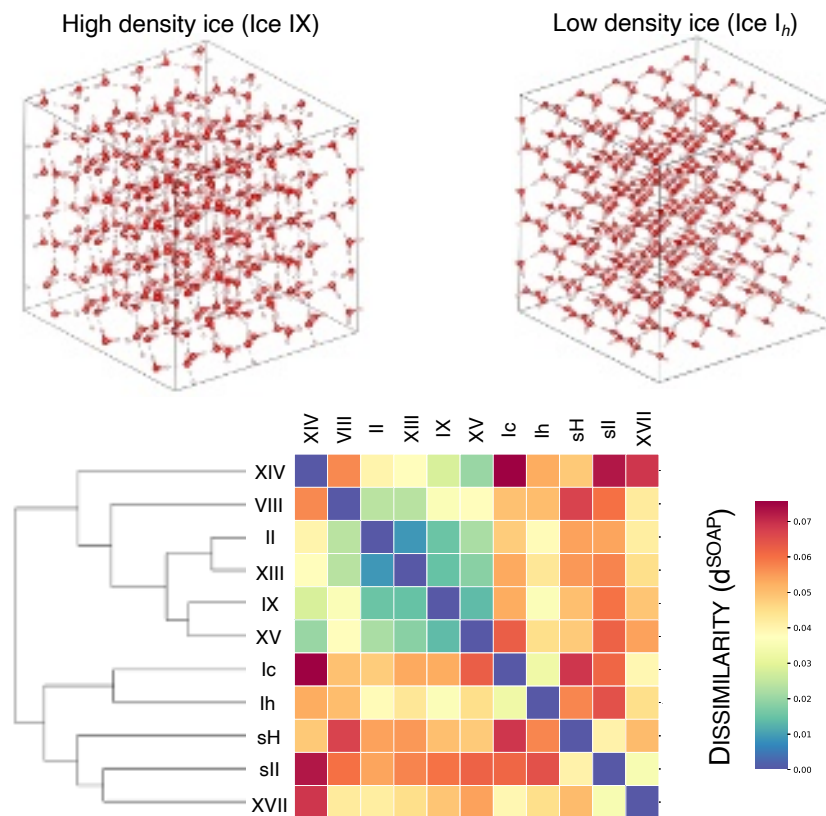 High density ice (Ice IX)
Low density ice (Ice Ih)
XIV VIII II XIII IX XV Ic Ih sH sII XVII
XIV
VIII
II
XIII
IX
XV
Ic
Ih
sH
sII
XVII
0.07
0.06
0.05
0.04
0.03
0.02
0.01
0.00
DISSIMILARITY (dSOAP)